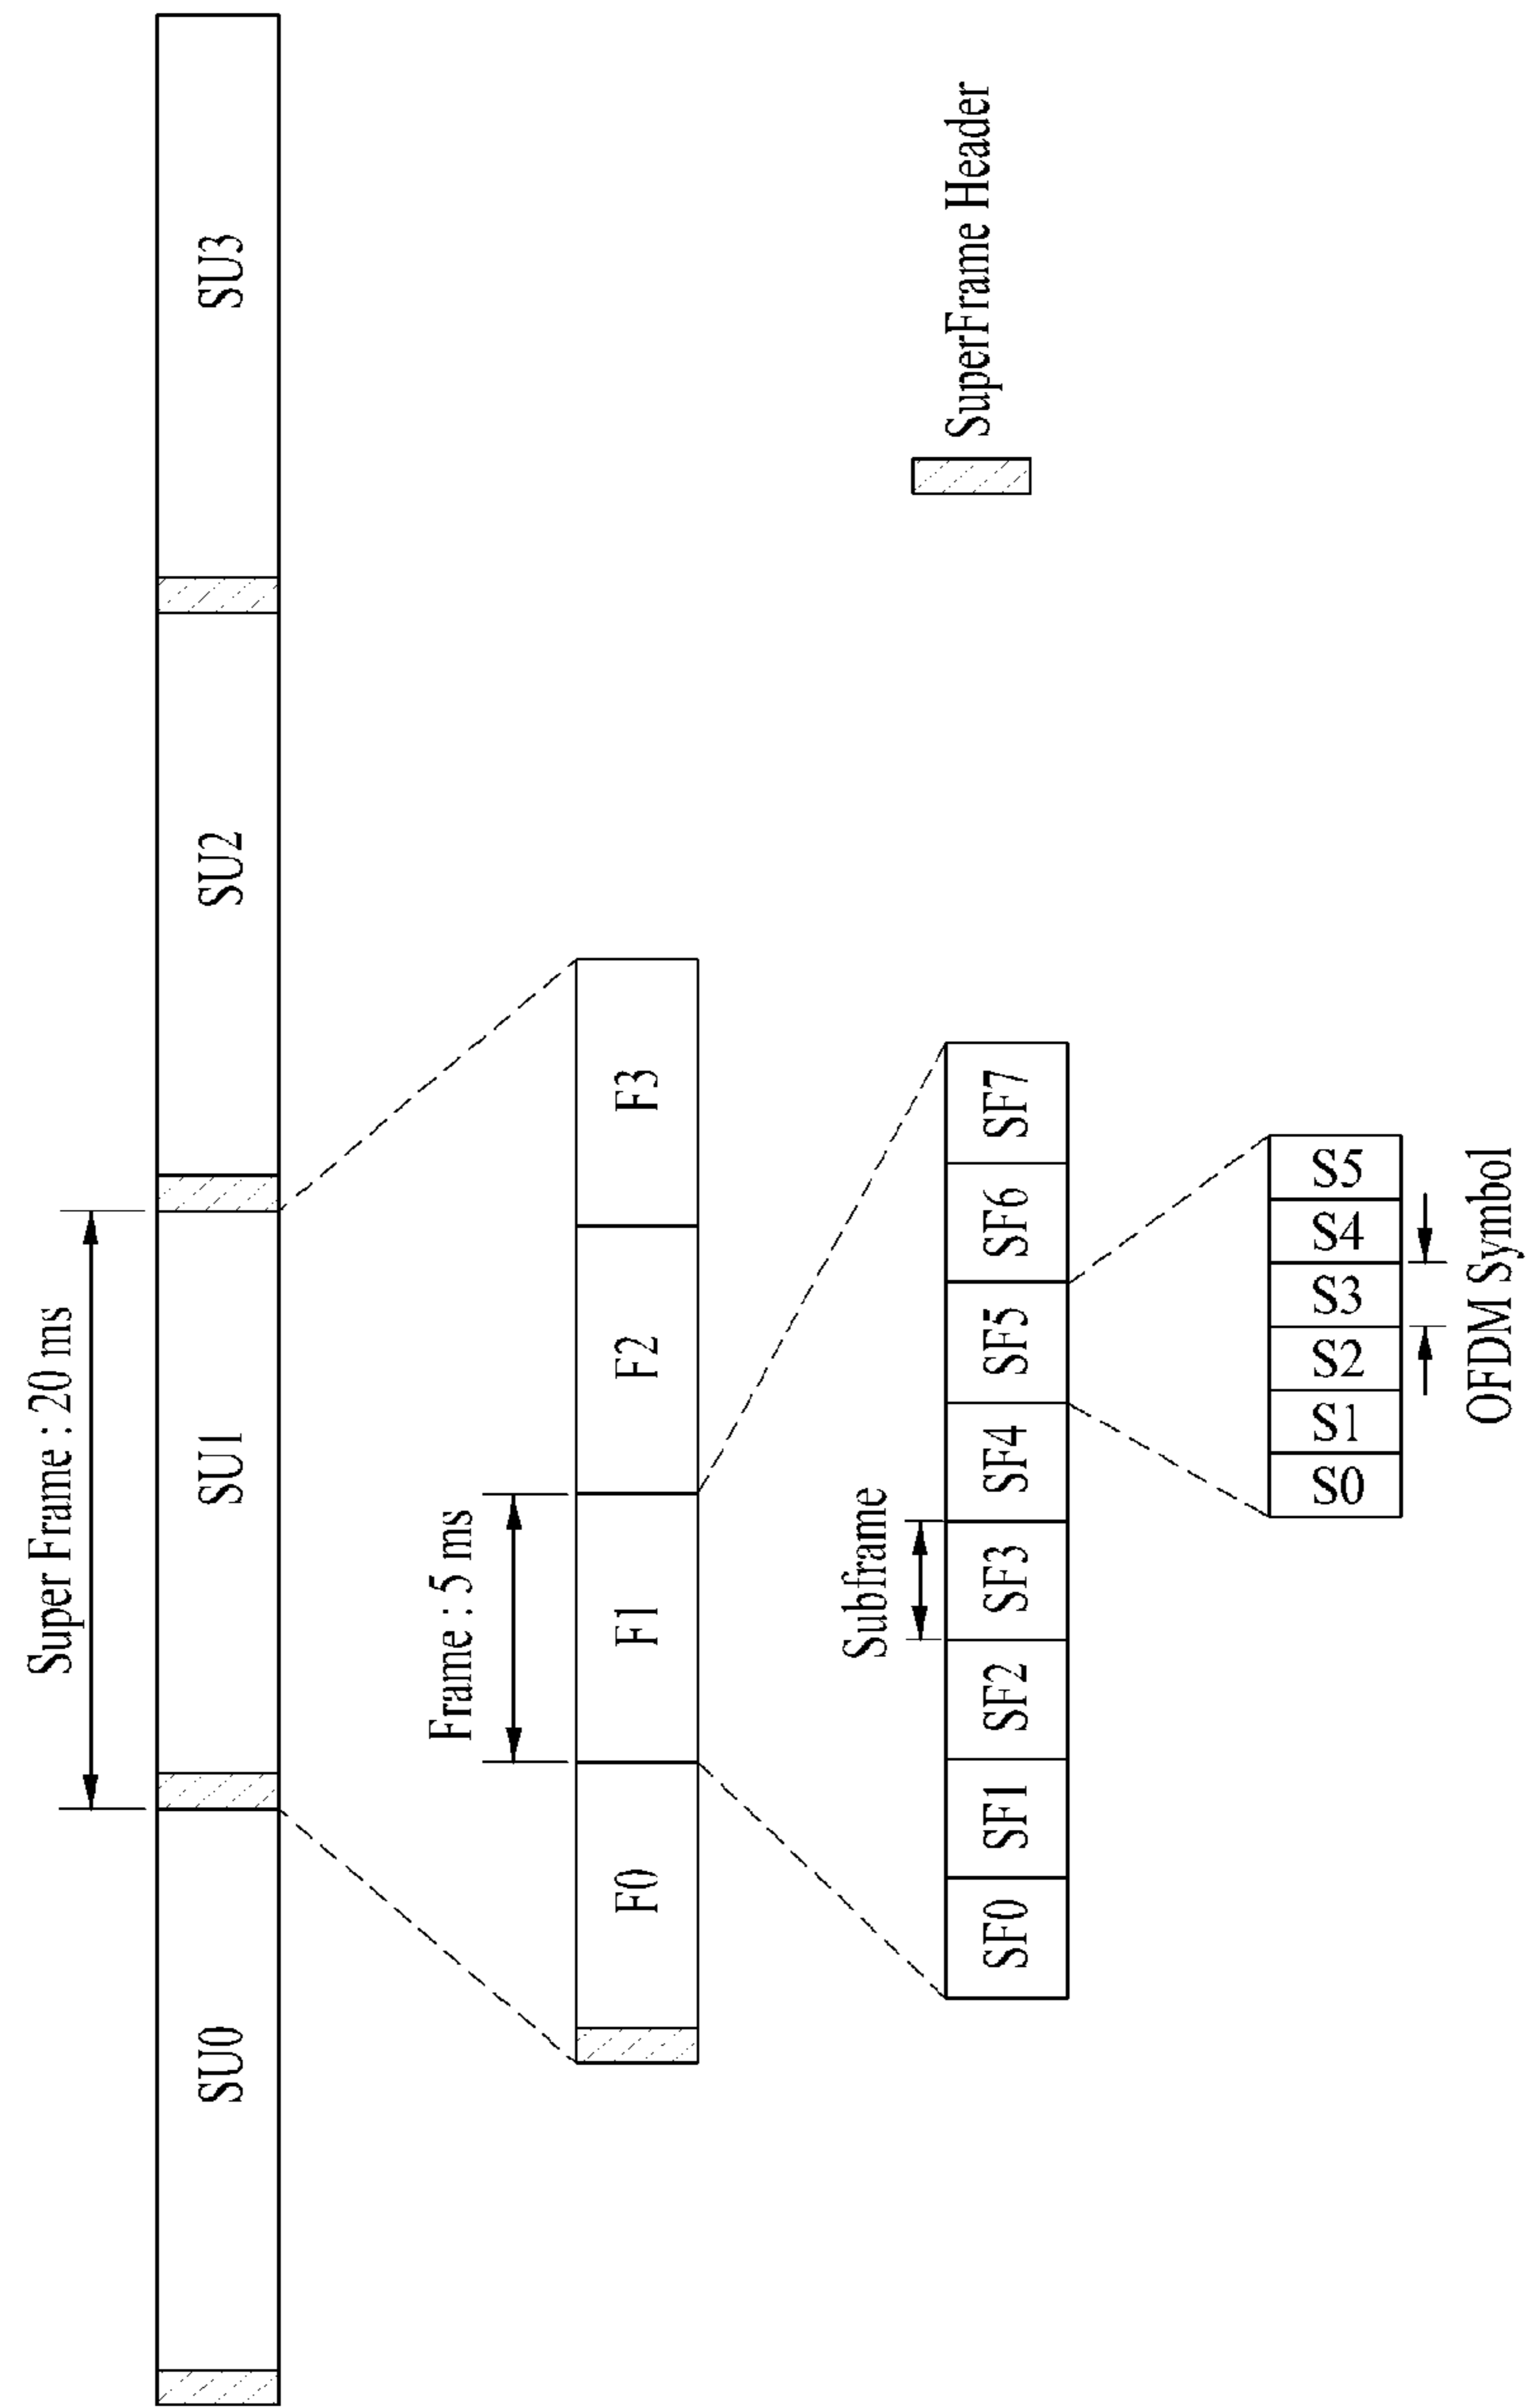 Super Frame : 20 ms
SU0
SU1
SU2
SU3
Frame : 5 ms
F0
F1
F2
F3
Subframe
SF0
SF1
SF2
SF3
SF4
SF5
SF6
SF7
SuperFrame Header
S0
S1
S2
S3
S4
S5
OFDM Symbol